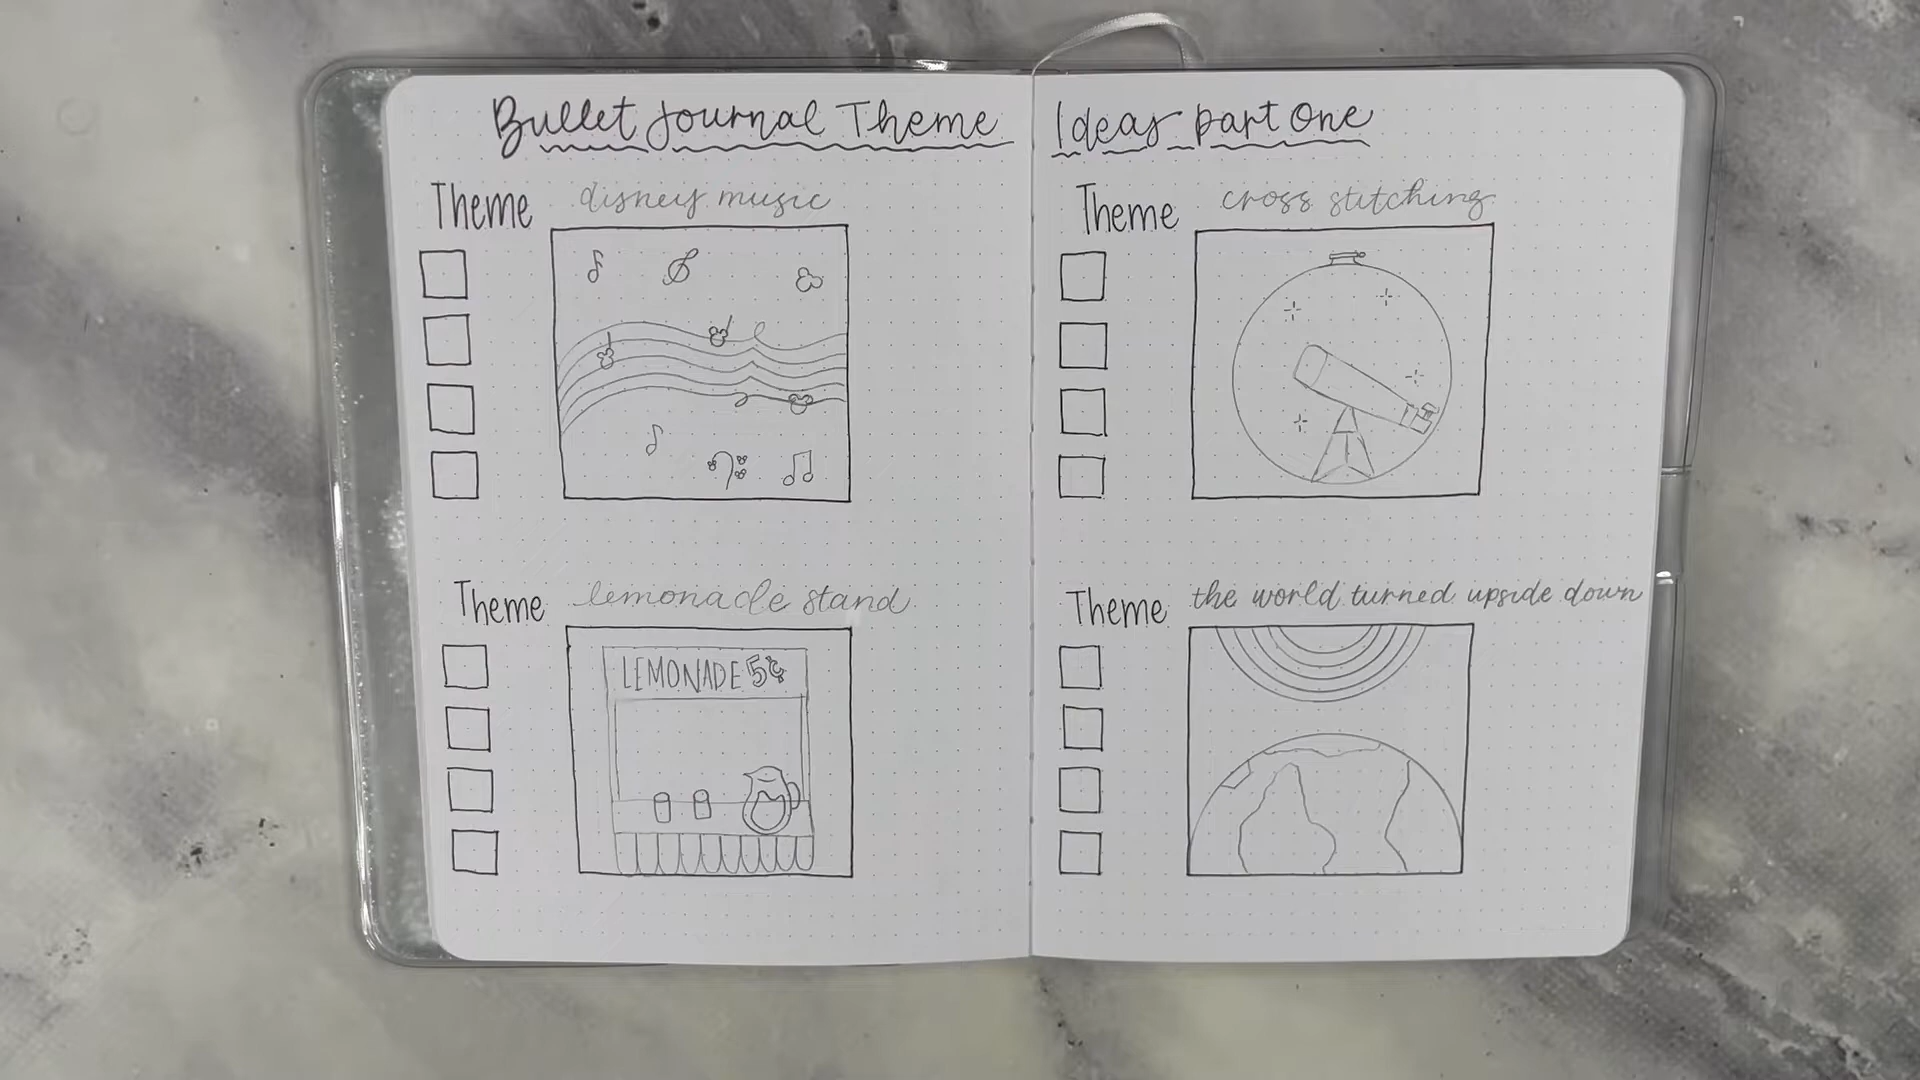 Bullet Journal Theme Ideas part One
Theme disney music
Theme cross stitching
Theme lemonade stand
LEMONADE 5¢
Theme the world turned upside down